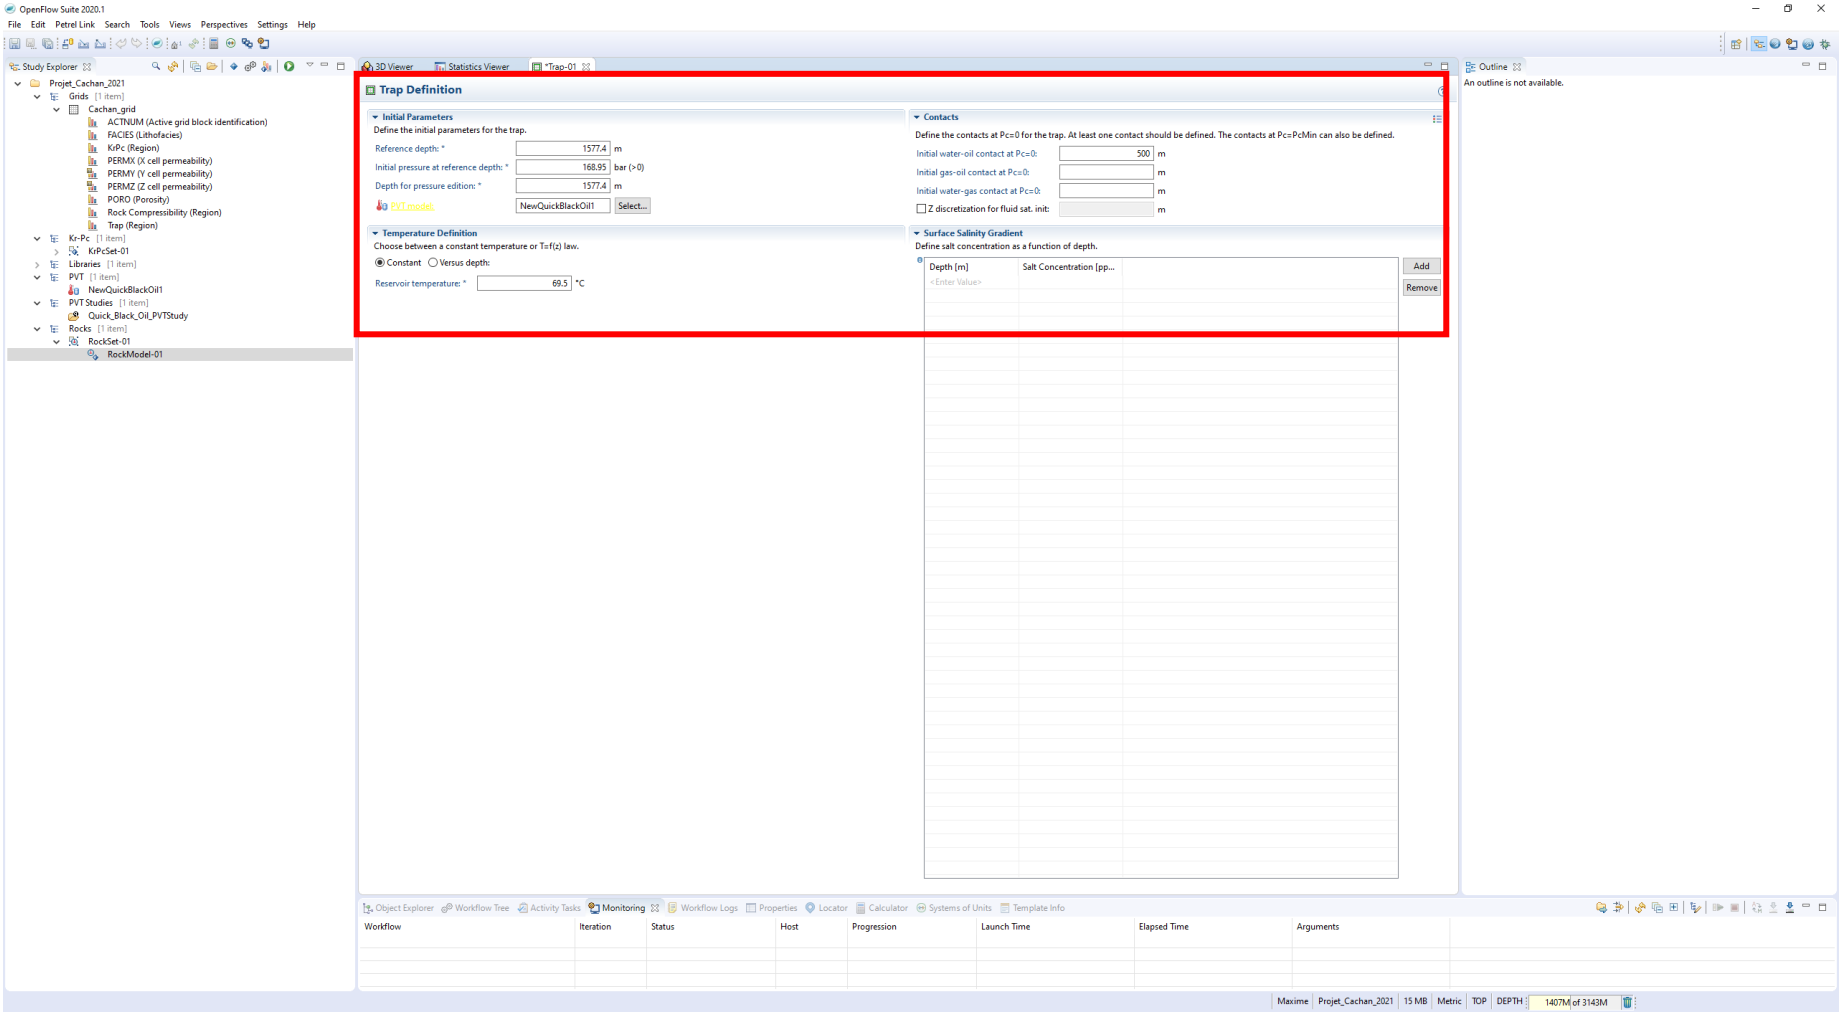 OpenFlow Suite 2020.1
File Edit Petrel Link Search Tools Views Perspectives Settings Help
Study Explorer
Projet_Cachan_2021
Grids [1 item]
Cachan_grid
ACTNUM (Active grid block identification)
FACIES (Lithofacies)
KrPc (Region)
PERMX (X cell permeability)
PERMY (Y cell permeability)
PERMZ (Z cell permeability)
PORO (Porosity)
Rock Compressibility (Region)
Trap (Region)
Kr-Pc [1 item]
KrPcSet-01
Libraries [1 item]
PVT [1 item]
NewQuickBlackOil1
PVT Studies [1 item]
Quick_Black_Oil_PVTStudy
Rocks [1 item]
RockSet-01
RockModel-01
3D Viewer Statistics Viewer *Trap-01
Trap Definition
Initial Parameters
Define the initial parameters for the trap.
Reference depth: * 1577.4 m
Initial pressure at reference depth: * 168.95 bar (>0)
Depth for pressure edition: * 1577.4 m
PVT model: NewQuickBlackOil1 Select...
Temperature Definition
Choose between a constant temperature or T=f(z) law.
Constant Versus depth:
Reservoir temperature: * 69.5 °C
Contacts
Define the contacts at Pc=0 for the trap. At least one contact should be defined. The contacts at Pc=PcMin can also be defined.
Initial water-oil contact at Pc=0: 500 m
Initial gas-oil contact at Pc=0: m
Initial water-gas contact at Pc=0: m
Z discretization for fluid sat. init: m
Surface Salinity Gradient
Define salt concentration as a function of depth.
Depth [m] Salt Concentration [pp...
<Enter Value>
Add
Remove
Outline
An outline is not available.
Object Explorer Workflow Tree Activity Tasks Monitoring Workflow Logs Properties Locator Calculator Systems of Units Template Info
Workflow Iteration Status Host Progression Launch Time Elapsed Time Arguments
Maxime Projet_Cachan_2021 15 MB Metric TOP DEPTH 1407M of 3143M